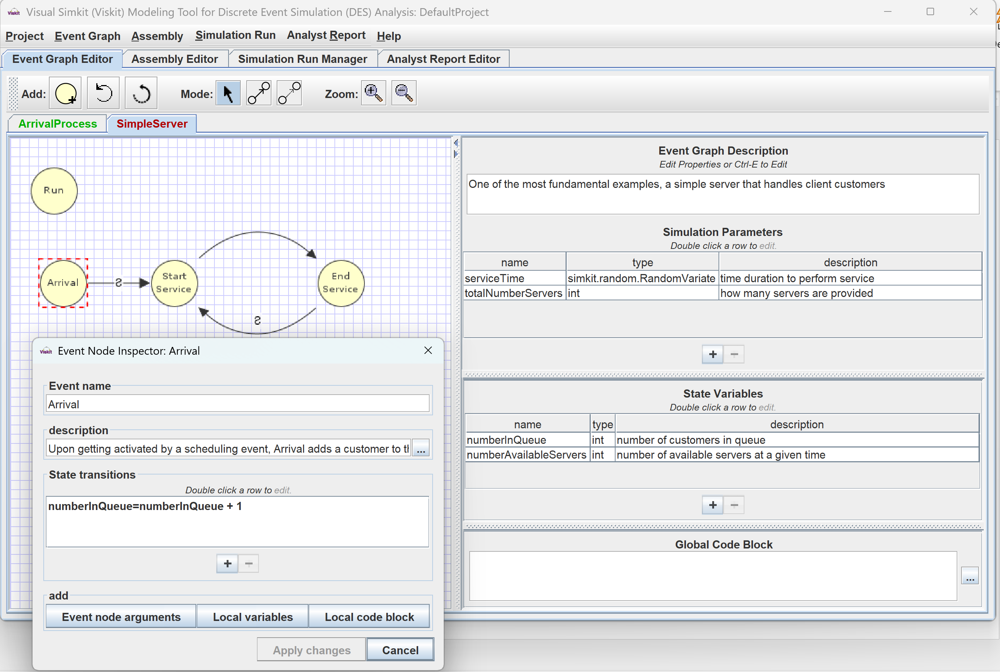 Viskit Visual Simkit (Viskit) Modeling Tool for Discrete Event Simulation (DES) Analysis: DefaultProject
Project Event Graph Assembly Simulation Run Analyst Report Help
Event Graph Editor Assembly Editor Simulation Run Manager Analyst Report Editor
Add: Mode: Zoom:
ArrivalProcess SimpleServer
Run
Arrival
S
Start
Service
End
Service
S
Event Graph Description
Edit Properties or Ctrl-E to Edit
One of the most fundamental examples, a simple server that handles client customers
Simulation Parameters
Double click a row to edit.
name type description
serviceTime simkit.random.RandomVariate time duration to perform service
totalNumberServers int how many servers are provided
+ −
State Variables
Double click a row to edit.
name type description
numberInQueue int number of customers in queue
numberAvailableServers int number of available servers at a given time
+ −
Global Code Block
...
Viskit Event Node Inspector: Arrival
Event name
Arrival
description
Upon getting activated by a scheduling event, Arrival adds a customer to
...
State transitions
Double click a row to edit.
numberInQueue=numberInQueue + 1
+ −
add
Event node arguments Local variables Local code block
Apply changes Cancel